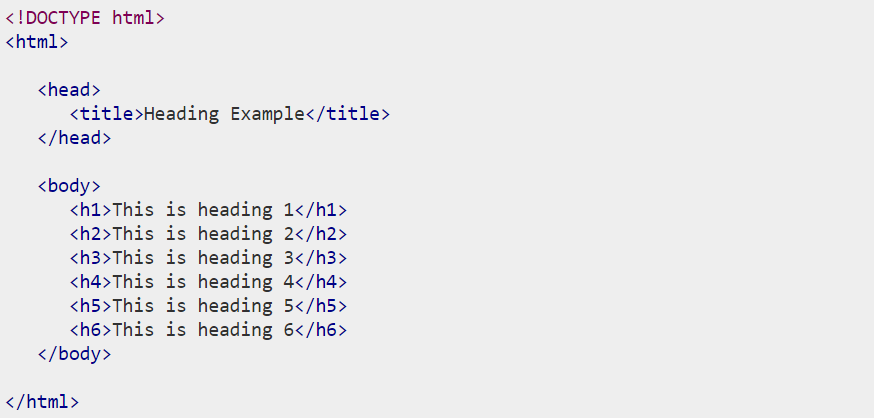 <!DOCTYPE html>
<html>
<head>
<title>Heading Example</title>
</head>
<body>
<h1>This is heading 1</h1>
<h2>This is heading 2</h2>
<h3>This is heading 3</h3>
<h4>This is heading 4</h4>
<h5>This is heading 5</h5>
<h6>This is heading 6</h6>
</body>
</html>